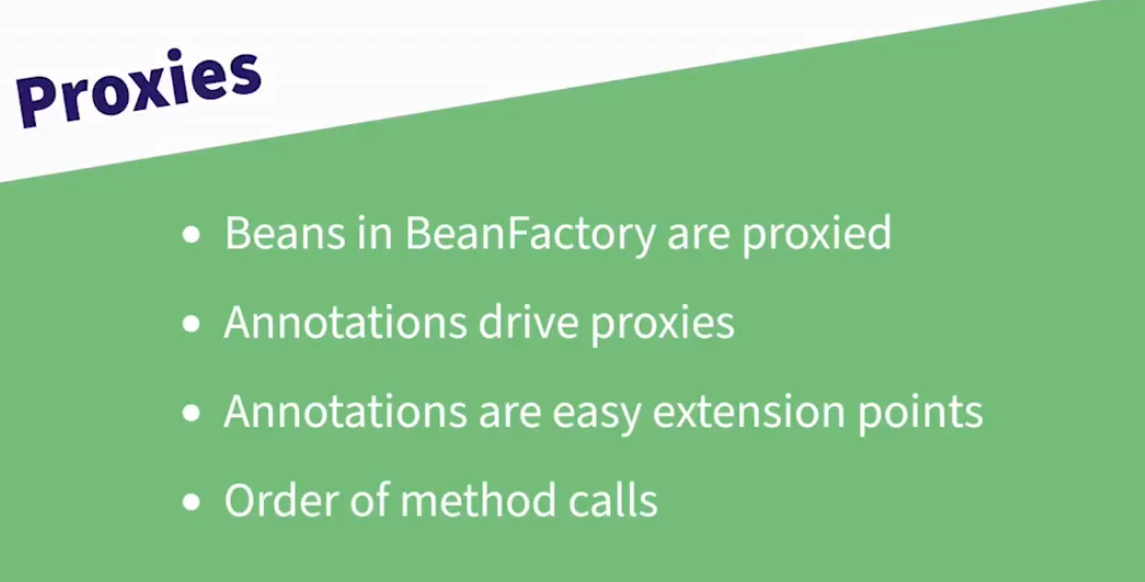 Proxies
• Beans in BeanFactory are proxied
• Annotations drive proxies
• Annotations are easy extension points
• Order of method calls